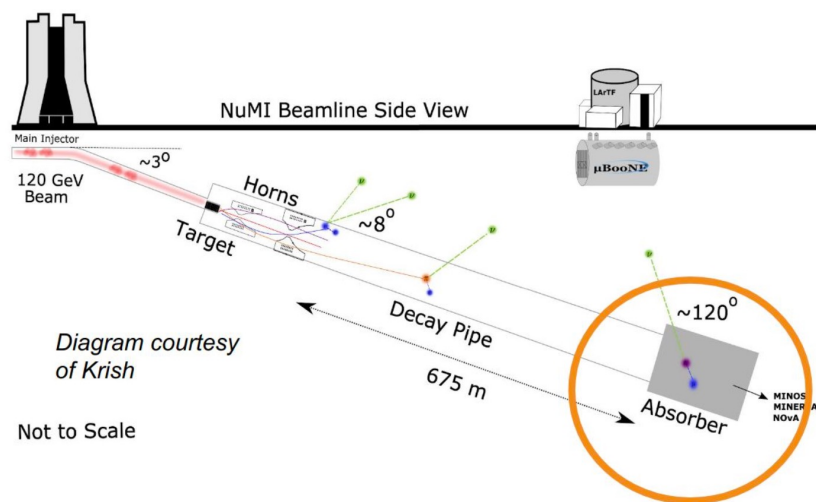 LArTF
NuMI Beamline Side View
Main Injector
~3°
120 GeV
Beam
μBooNE
Horns
~8°
Target
~120°
Decay Pipe
Diagram courtesy
of Krish
675 m
MINOS
NOvA
Absorber
Not to Scale